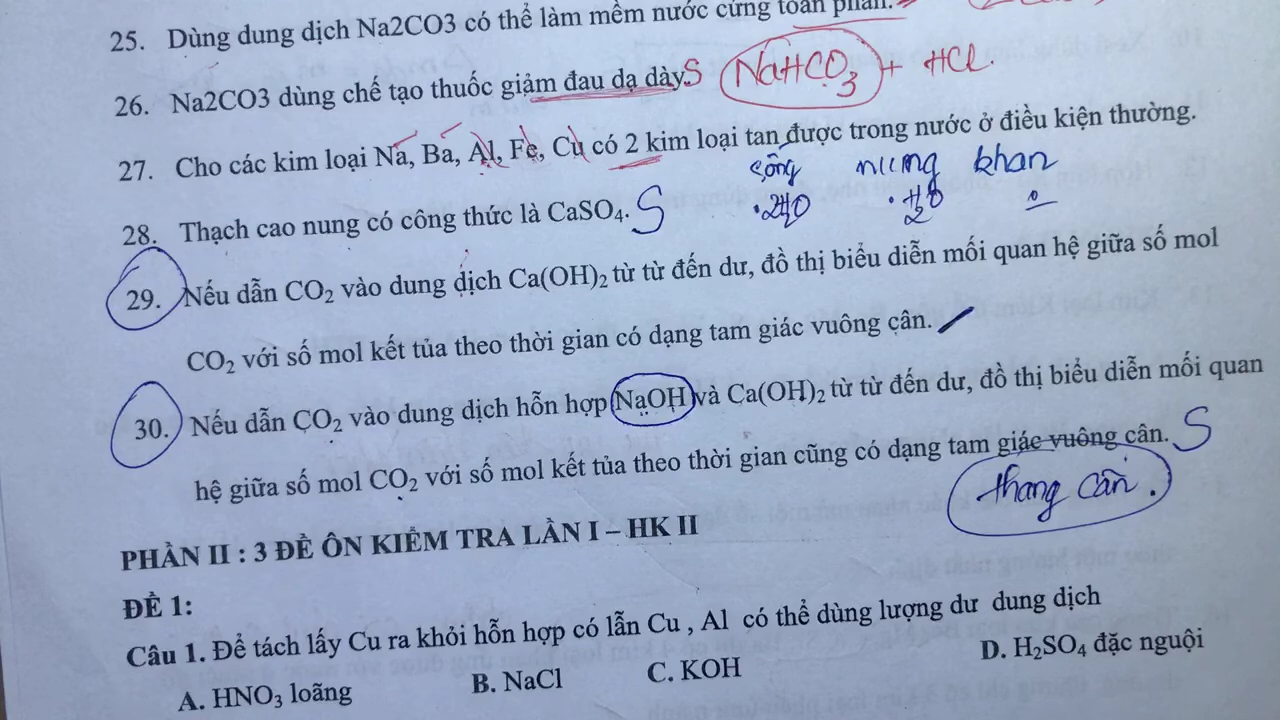 25. Dùng dung dịch Na2CO3 có thể làm mềm nước cứng toàn phần.
26. Na2CO3 dùng chế tạo thuốc giảm đau dạ dày. S NaHCO3 + HCl.
27. Cho các kim loại Na, Ba, Al, Fe, Cu có 2 kim loại tan được trong nước ở điều kiện thường.
sống nung khan
28. Thạch cao nung có công thức là CaSO4. S .2H2O .H2O 0
29. Nếu dẫn CO2 vào dung dịch Ca(OH)2 từ từ đến dư, đồ thị biểu diễn mối quan hệ giữa số mol
CO2 với số mol kết tủa theo thời gian có dạng tam giác vuông cân.
30. Nếu dẫn CO2 vào dung dịch hỗn hợp NaOH và Ca(OH)2 từ từ đến dư, đồ thị biểu diễn mối quan
hệ giữa số mol CO2 với số mol kết tủa theo thời gian cũng có dạng tam giác vuông cân. S
thang cân.
PHẦN II : 3 ĐỀ ÔN KIỂM TRA LẦN I – HK II
ĐỀ 1:
Câu 1. Để tách lấy Cu ra khỏi hỗn hợp có lẫn Cu , Al có thể dùng lượng dư dung dịch
A. HNO3 loãng B. NaCl C. KOH D. H2SO4 đặc nguội